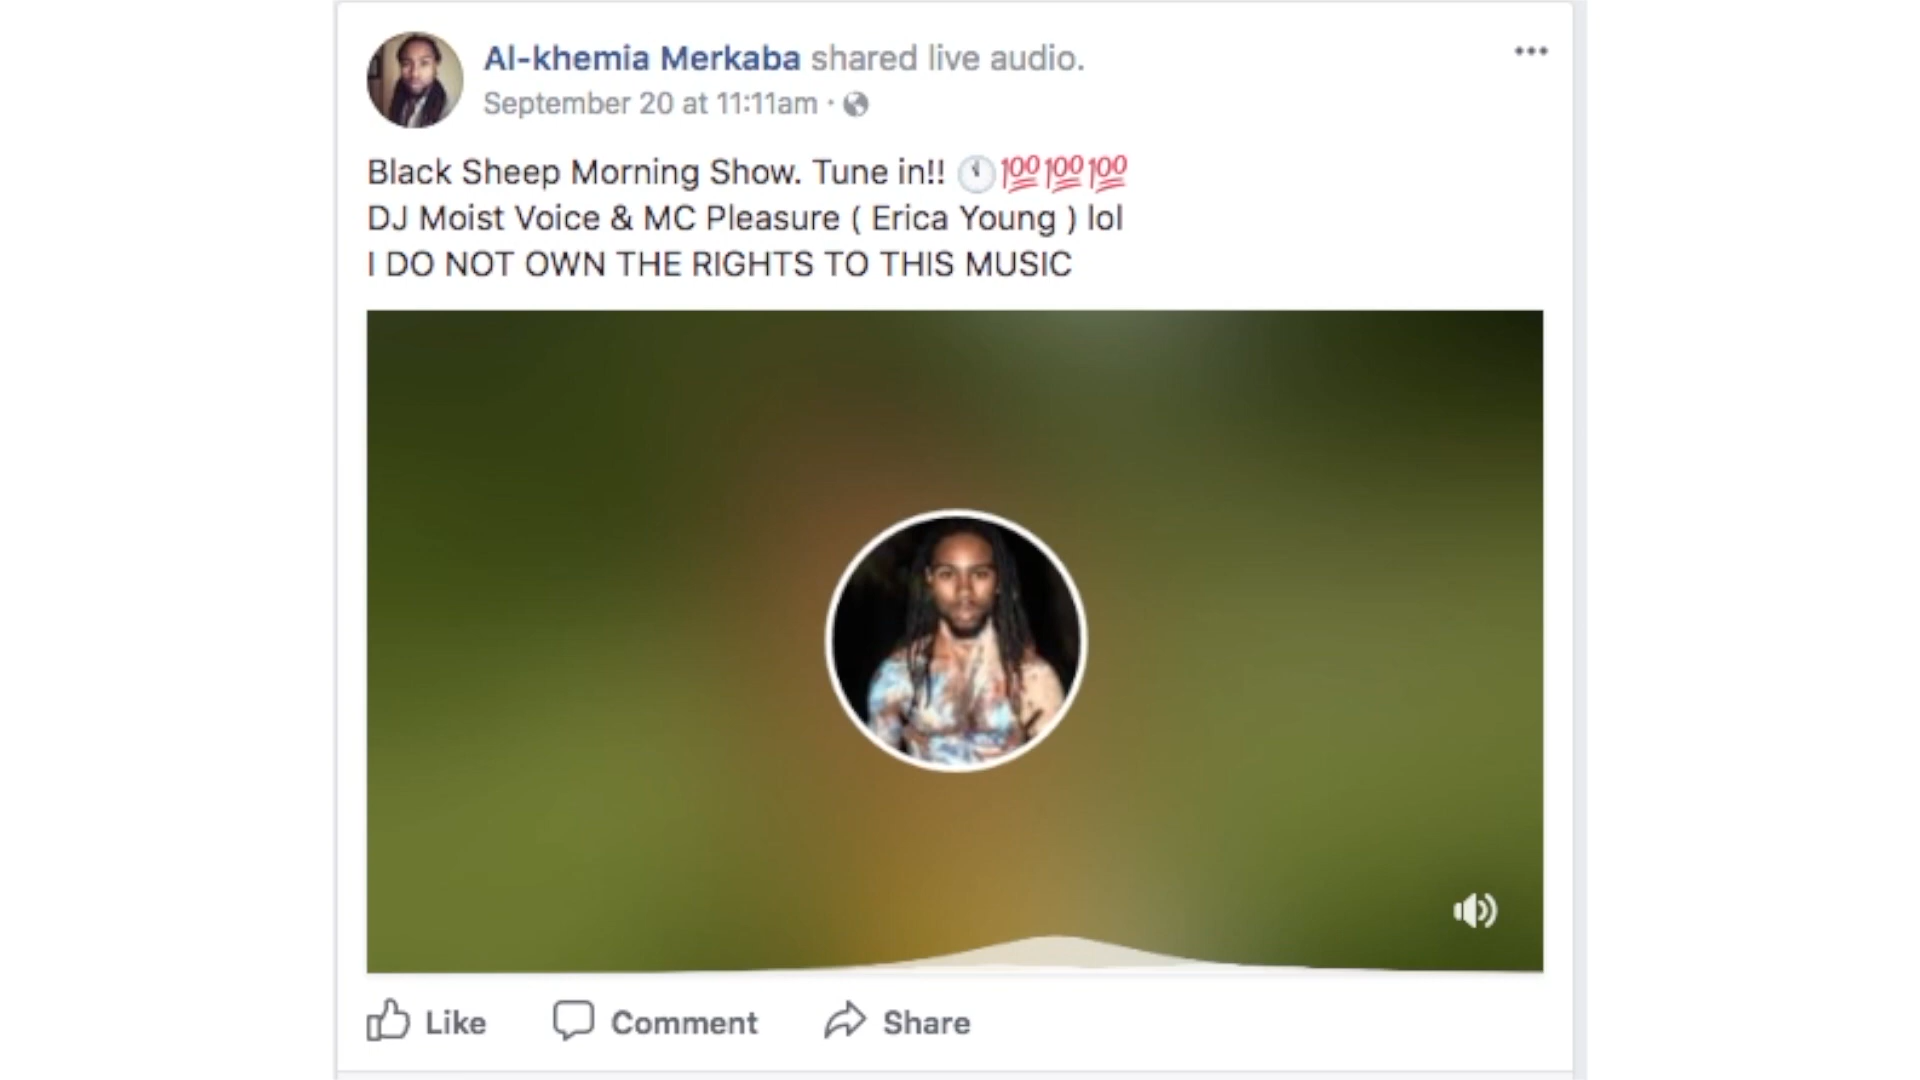 Al-khemia Merkaba shared live audio.
September 20 at 11:11am ·
Black Sheep Morning Show. Tune in!! 🕚💯💯💯
DJ Moist Voice & MC Pleasure ( Erica Young ) lol
I DO NOT OWN THE RIGHTS TO THIS MUSIC
Like Comment Share